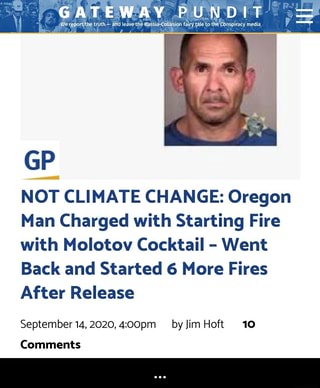 GATEWAY PUNDIT
We report the truth — and leave the Russia-Collusion fairy tale to the Conspiracy media
GP
NOT CLIMATE CHANGE: Oregon
Man Charged with Starting Fire
with Molotov Cocktail – Went
Back and Started 6 More Fires
After Release
September 14, 2020, 4:00pm by Jim Hoft 10
Comments
...